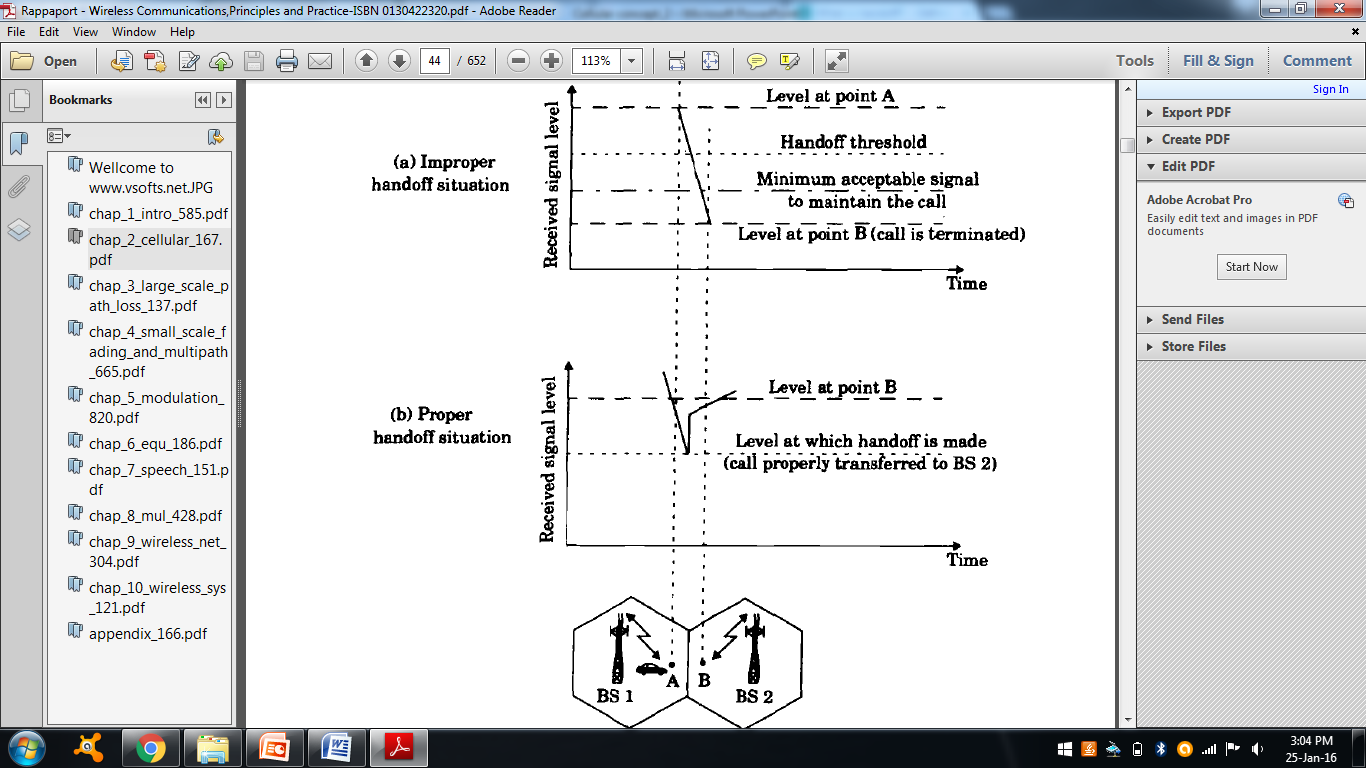 Rappaport - Wireless Communications,Principles and Practice-ISBN 0130422320.pdf - Adobe Reader
File Edit View Window Help
Open 44 / 652 113% Tools Fill & Sign Comment
Sign In
Bookmarks
Wellcome to
www.vsofts.net.JPG
chap_1_intro_585.pdf
chap_2_cellular_167.
pdf
chap_3_large_scale_p
ath_loss_137.pdf
chap_4_small_scale_f
ading_and_multipath
_665.pdf
chap_5_modulation_
820.pdf
chap_6_equ_186.pdf
chap_7_speech_151.p
df
chap_8_mul_428.pdf
chap_9_wireless_net_
304.pdf
chap_10_wireless_sys
_121.pdf
appendix_166.pdf
(a) Improper
handoff situation
Received signal level
Level at point A
Handoff threshold
Minimum acceptable signal
to maintain the call
Level at point B (call is terminated)
Time
(b) Proper
handoff situation
Received signal level
Level at point B
Level at which handoff is made
(call properly transferred to BS 2)
Time
BS 1
A
B
BS 2
Export PDF
Create PDF
Edit PDF
Adobe Acrobat Pro
Easily edit text and images in PDF
documents
Start Now
Send Files
Store Files
3:04 PM
25-Jan-16